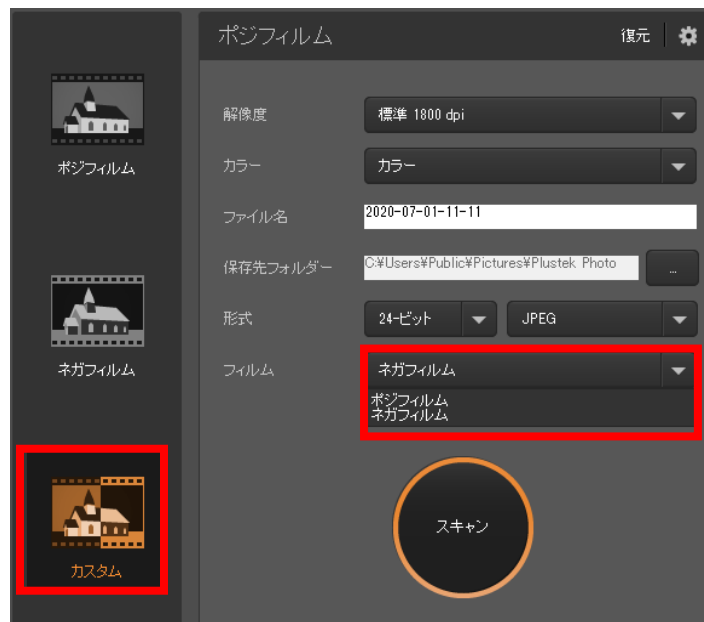 ポジフィルム
ネガフィルム
カスタム
ポジフィルム 復元
解像度 標準 1800 dpi
カラー カラー
ファイル名 2020-07-01-11-11
保存先フォルダー C:¥Users¥Public¥Pictures¥Plustek Photo ...
形式 24-ビット JPEG
フィルム ネガフィルム
ポジフィルム
ネガフィルム
スキャン